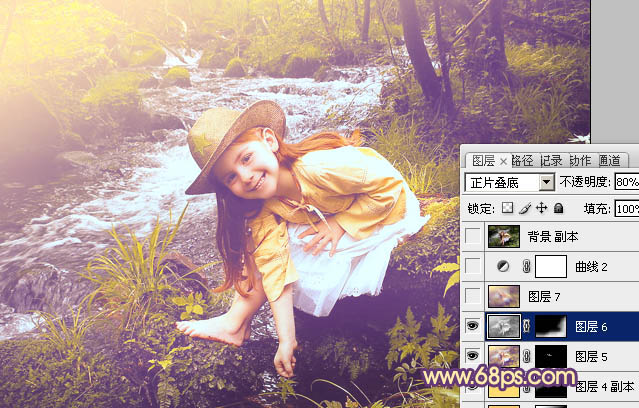 图层 × 路径 记录 动作 通道
正片叠底 不透明度: 80%
锁定: 填充: 100%
背景 副本
曲线 2
图层 7
图层 6
图层 5
图层 4 副本
www.68ps.com